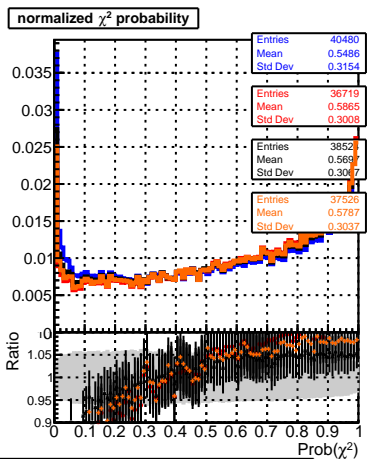 normalized χ² probability
Entries 40480
Mean 0.5486
Std Dev 0.3154
Entries 36719
Mean 0.5865
Std Dev 0.3008
Entries
Mean
Std Dev
Entries 37526
Mean 0.5787
Std Dev 0.3037
0.035
0.03
0.025
0.02
0.015
0.01
0.005
Ratio
1.05
1
0.95
0.9
0 0.1 0.2 0.3 0.4 0.5 0.6 0.7 0.8 0.9 1
Prob(χ²)